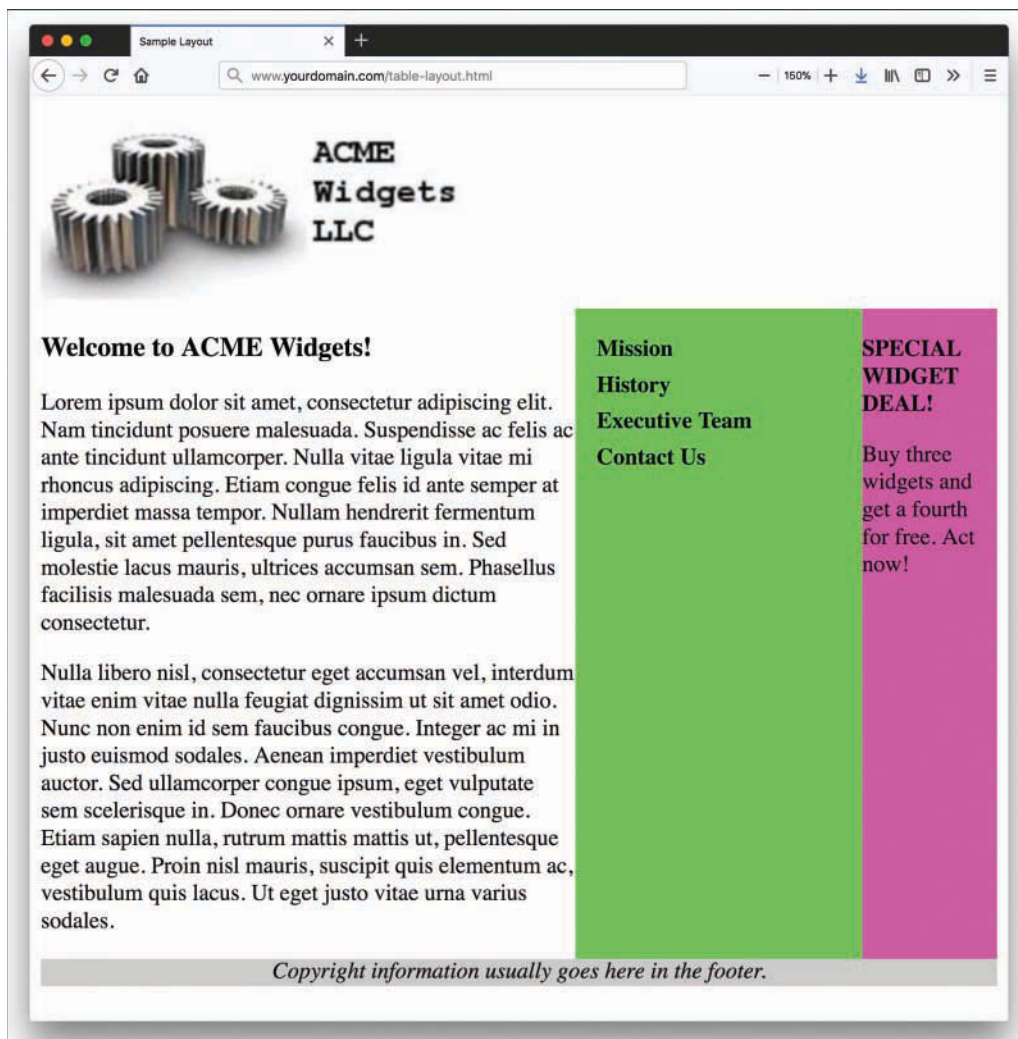 Sample Layout
www.yourdomain.com/table-layout.html
150%
ACME
Widgets
LLC
Welcome to ACME Widgets!
Lorem ipsum dolor sit amet, consectetur adipiscing elit.
Nam tincidunt posuere malesuada. Suspendisse ac felis ac
ante tincidunt ullamcorper. Nulla vitae ligula vitae mi
rhoncus adipiscing. Etiam congue felis id ante semper at
imperdiet massa tempor. Nullam hendrerit fermentum
ligula, sit amet pellentesque purus faucibus in. Sed
molestie lacus mauris, ultrices accumsan sem. Phasellus
facilisis malesuada sem, nec ornare ipsum dictum
consectetur.
Nulla libero nisl, consectetur eget accumsan vel, interdum
vitae enim vitae nulla feugiat dignissim ut sit amet odio.
Nunc non enim id sem faucibus congue. Integer ac mi in
justo euismod sodales. Aenean imperdiet vestibulum
auctor. Sed ullamcorper congue ipsum, eget vulputate
sem scelerisque in. Donec ornare vestibulum congue.
Etiam sapien nulla, rutrum mattis mattis ut, pellentesque
eget augue. Proin nisl mauris, suscipit quis elementum ac,
vestibulum quis lacus. Ut eget justo vitae urna varius
sodales.
Mission
History
Executive Team
Contact Us
SPECIAL
WIDGET
DEAL!
Buy three
widgets and
get a fourth
for free. Act
now!
Copyright information usually goes here in the footer.